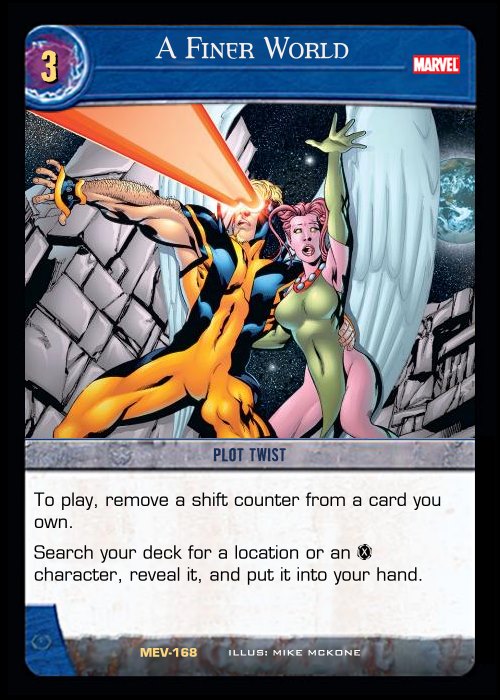 3
A Finer World
MARVEL
PLOT TWIST
To play, remove a shift counter from a card you
own.
Search your deck for a location or an X
character, reveal it, and put it into your hand.
MEV-168 ILLUS: MIKE MCKONE